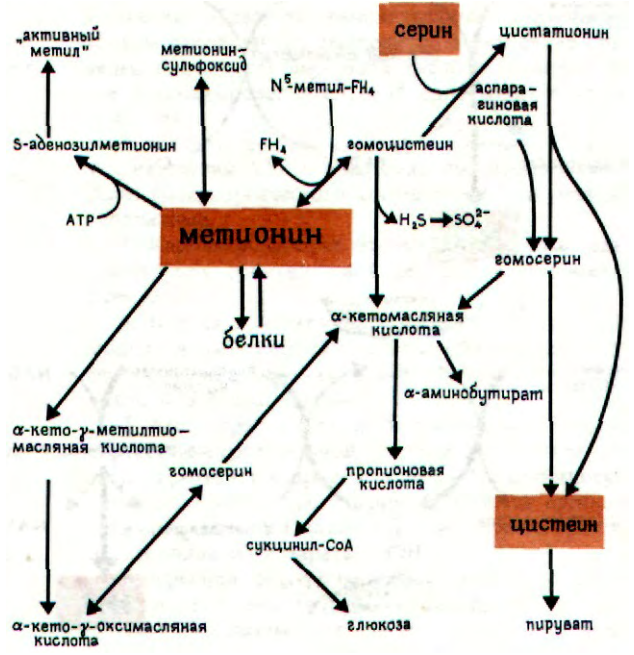 „активный
метил"
метионин-
сульфоксид
серин
цистатионин
N⁵-метил-FH₄
аспара-
гиновая
кислота
S-аденозилметионин
FH₄
гомоцистеин
ATP
H₂S → SO₄²⁻
метионин
гомосерин
белки
α-кетомасляная
кислота
α-аминобутират
α-кето-γ-метилтио-
масляная кислота
гомосерин
пропионовая
кислота
цистеин
сукцинил-CoA
α-кето-γ-оксимасляная
кислота
глюкоза
пируват